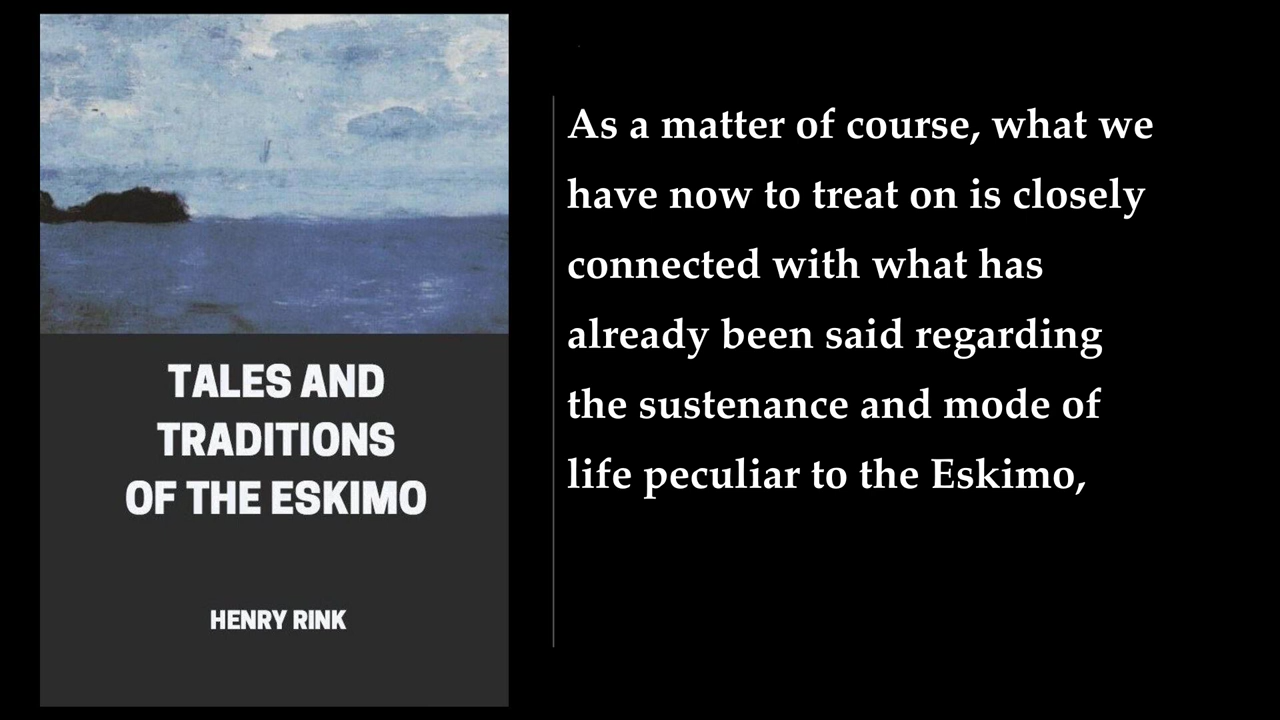 TALES AND
TRADITIONS
OF THE ESKIMO
HENRY RINK
As a matter of course, what we
have now to treat on is closely
connected with what has
already been said regarding
the sustenance and mode of
life peculiar to the Eskimo,